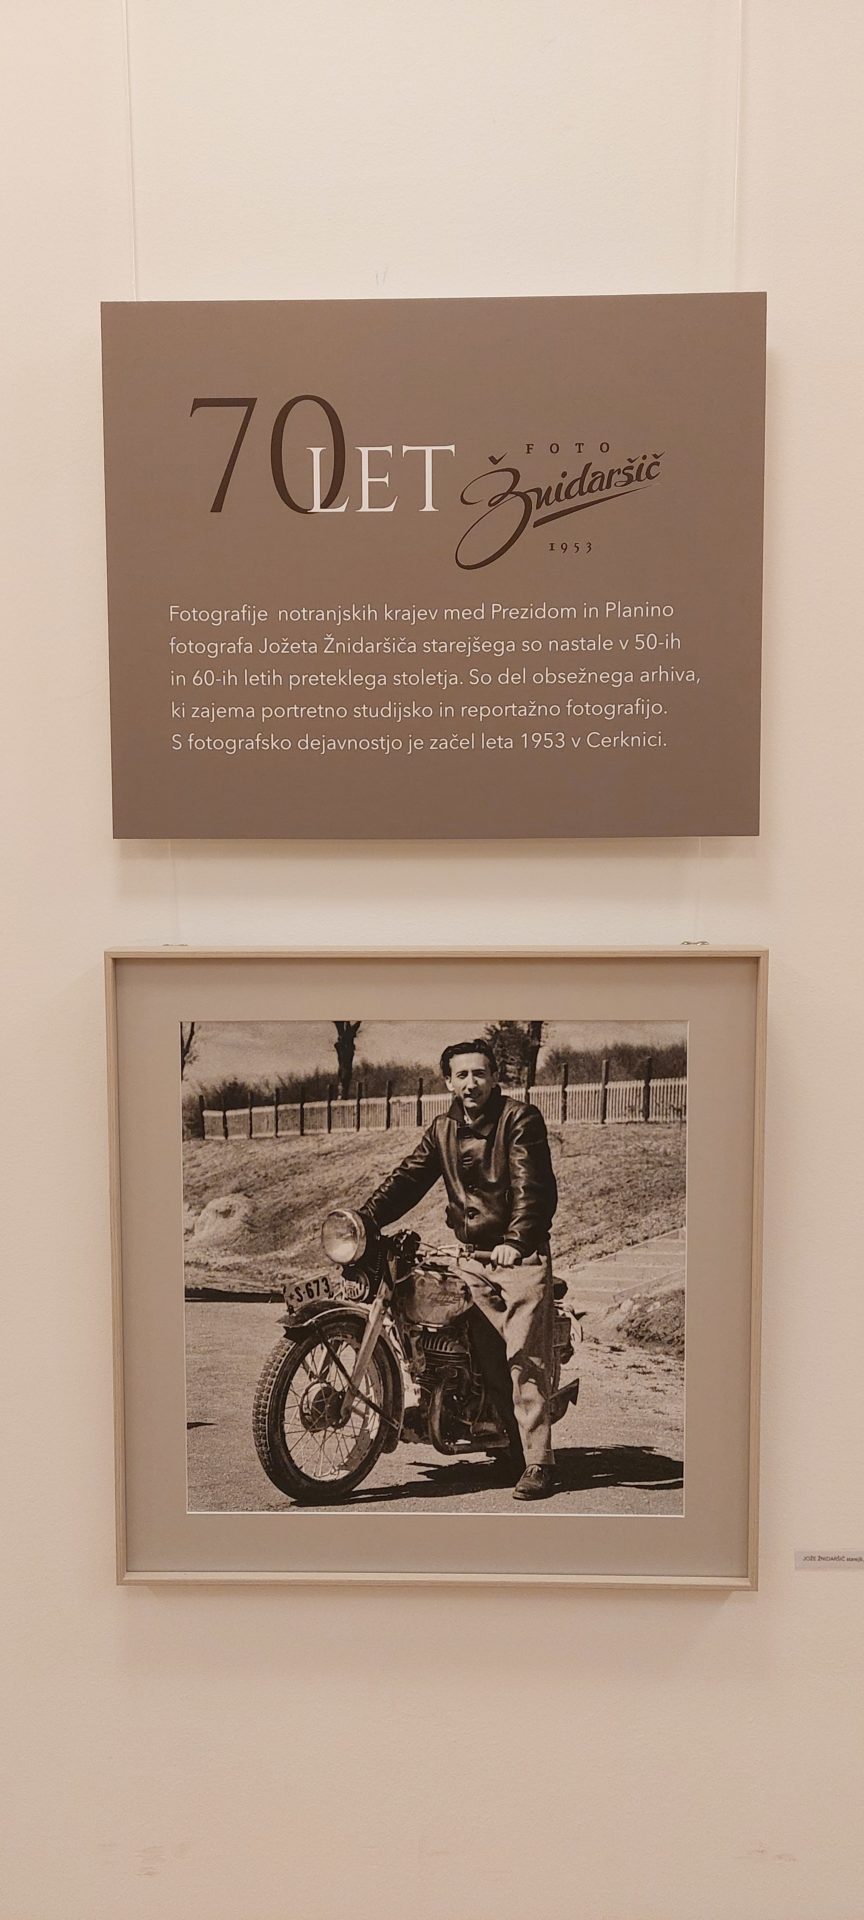 70 LET
FOTO
Žnidaršič
1953
Fotografije notranjskih krajev med Prezidom in Planino
fotografa Jožeta Žnidaršiča starejšega so nastale v 50-ih
in 60-ih letih preteklega stoletja. So del obsežnega arhiva,
ki zajema portretno studijsko in reportažno fotografijo.
S fotografsko dejavnostjo je začel leta 1953 v Cerknici.
S-673
JOŽE ŽNIDARŠIČ